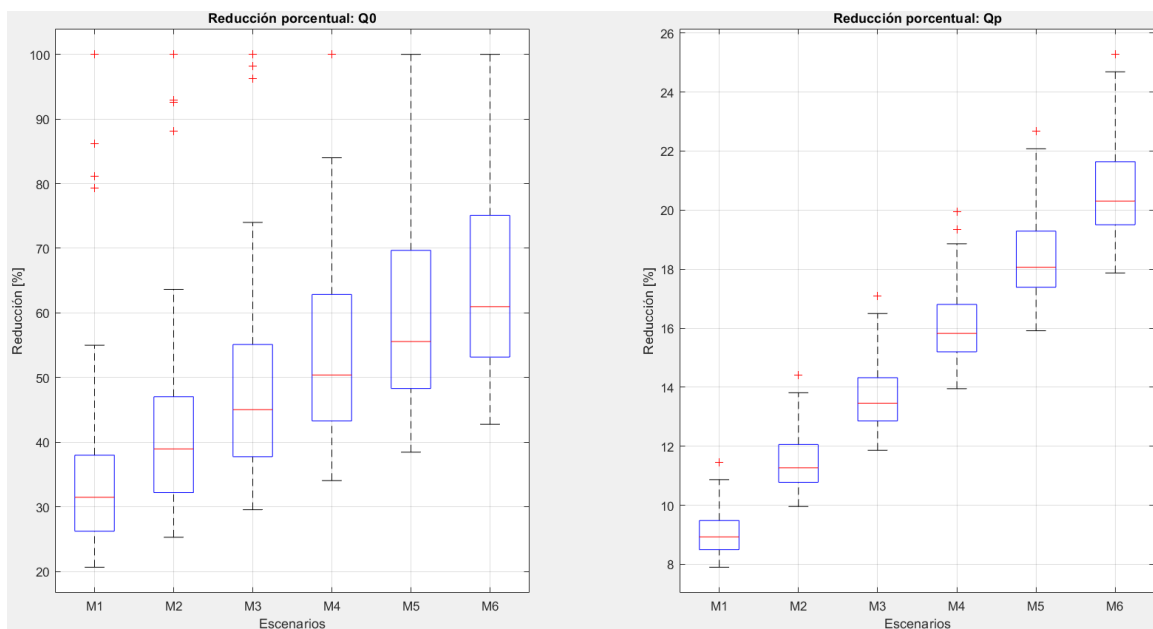 Reducción porcentual: Q0
100
90
80
70
60
50
40
30
20
Reducción [%]
M1 M2 M3 M4 M5 M6
Escenarios
Reducción porcentual: Qp
26
24
22
20
18
16
14
12
10
8
Reducción [%]
M1 M2 M3 M4 M5 M6
Escenarios